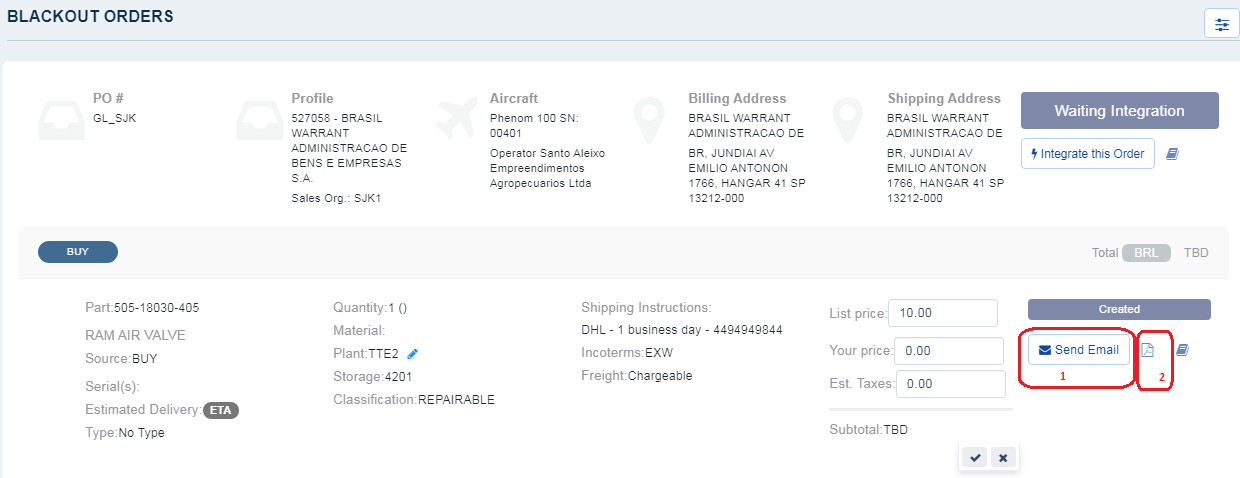 BLACKOUT ORDERS
PO #
GL_SJK
Profile
527058 - BRASIL
WARRANT
ADMINISTRACAO DE
BENS E EMPRESAS
S.A.
Sales Org.: SJK1
Aircraft
Phenom 100 SN:
00401
Operator Santo Aleixo
Empreendimentos
Agropecuarios Ltda
Billing Address
BRASIL WARRANT
ADMINISTRACAO DE
BR, JUNDIAI AV
EMILIO ANTONON
1766, HANGAR 41 SP
13212-000
Shipping Address
BRASIL WARRANT
ADMINISTRACAO DE
BR, JUNDIAI AV
EMILIO ANTONON
1766, HANGAR 41 SP
13212-000
Waiting Integration
Integrate this Order
BUY
Total BRL TBD
Part:505-18030-405
RAM AIR VALVE
Source:BUY
Serial(s):
Estimated Delivery: ETA
Type:No Type
Quantity:1 ()
Material:
Plant:TTE2
Storage:4201
Classification:REPAIRABLE
Shipping Instructions:
DHL - 1 business day - 4494949844
Incoterms:EXW
Freight:Chargeable
List price: 10.00
Your price: 0.00
Est. Taxes: 0.00
Subtotal:TBD
Created
Send Email
1
2